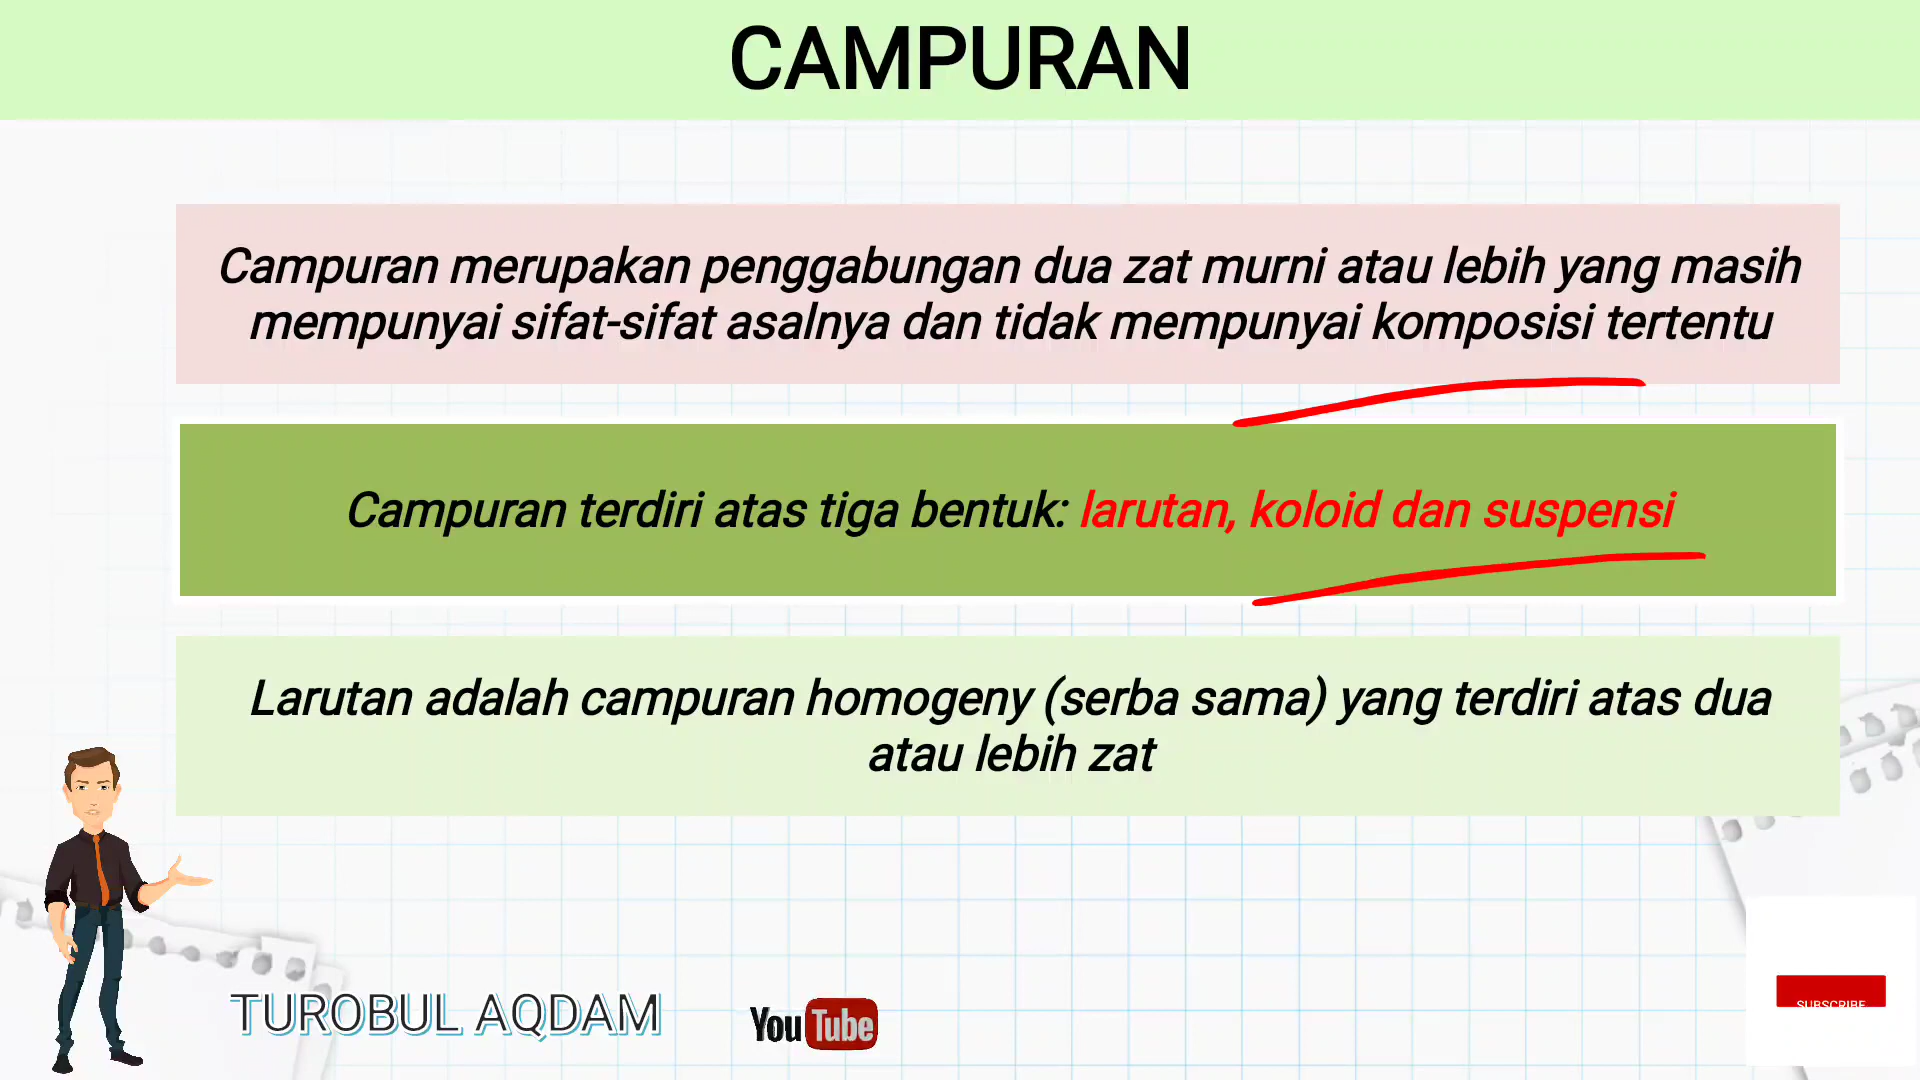 CAMPURAN
Campuran merupakan penggabungan dua zat murni atau lebih yang masih
mempunyai sifat-sifat asalnya dan tidak mempunyai komposisi tertentu
Campuran terdiri atas tiga bentuk: larutan, koloid dan suspensi
Larutan adalah campuran homogeny (serba sama) yang terdiri atas dua
atau lebih zat
TUROBUL AQDAM
YouTube
SUBSCRIBE